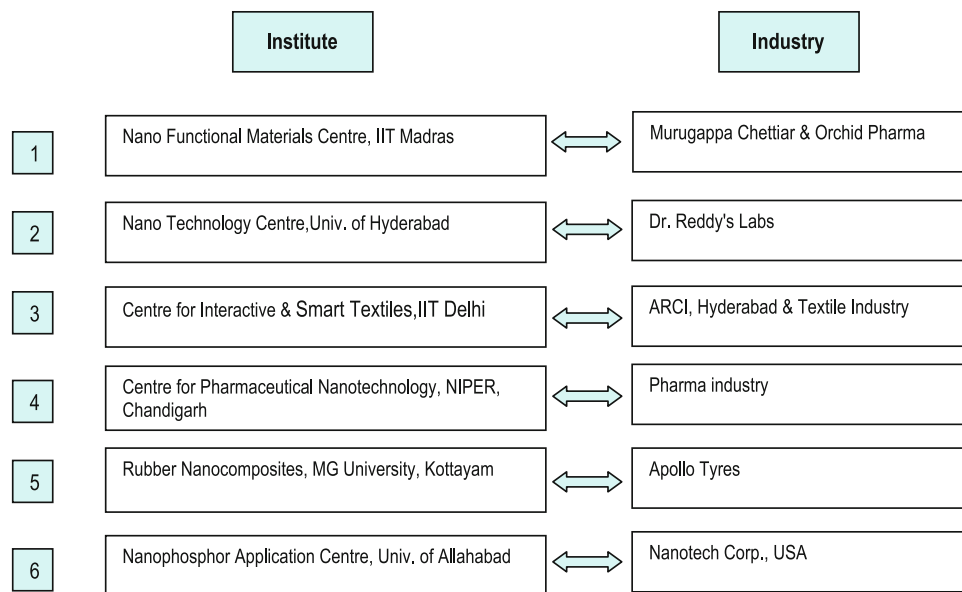 Institute
Industry
1
Nano Functional Materials Centre, IIT Madras
Murugappa Chettiar & Orchid Pharma
2
Nano Technology Centre,Univ. of Hyderabad
Dr. Reddy's Labs
3
Centre for Interactive & Smart Textiles,IIT Delhi
ARCI, Hyderabad & Textile Industry
4
Centre for Pharmaceutical Nanotechnology, NIPER,
Chandigarh
Pharma industry
5
Rubber Nanocomposites, MG University, Kottayam
Apollo Tyres
6
Nanophosphor Application Centre, Univ. of Allahabad
Nanotech Corp., USA